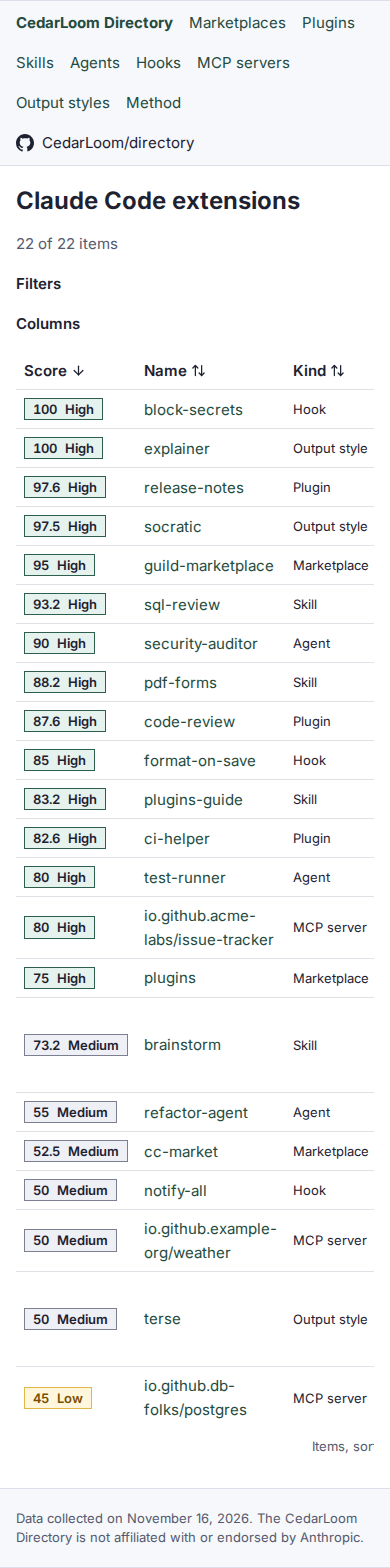 CedarLoom Directory Marketplaces Plugins
Skills Agents Hooks MCP servers
Output styles Method
CedarLoom/directory
Claude Code extensions
22 of 22 items
Filters
Columns
Score Name Kind
100 High block-secrets Hook
100 High explainer Output style
97.6 High release-notes Plugin
97.5 High socratic Output style
95 High guild-marketplace Marketplace
93.2 High sql-review Skill
90 High security-auditor Agent
88.2 High pdf-forms Skill
87.6 High code-review Plugin
85 High format-on-save Hook
83.2 High plugins-guide Skill
82.6 High ci-helper Plugin
80 High test-runner Agent
80 High io.github.acme-
labs/issue-tracker MCP server
75 High plugins Marketplace
73.2 Medium brainstorm Skill
55 Medium refactor-agent Agent
52.5 Medium cc-market Marketplace
50 Medium notify-all Hook
50 Medium io.github.example-
org/weather MCP server
50 Medium terse Output style
45 Low io.github.db-
folks/postgres MCP server
Items,
Data collected on November 16, 2026. The CedarLoom
Directory is not affiliated with or endorsed by Anthropic.